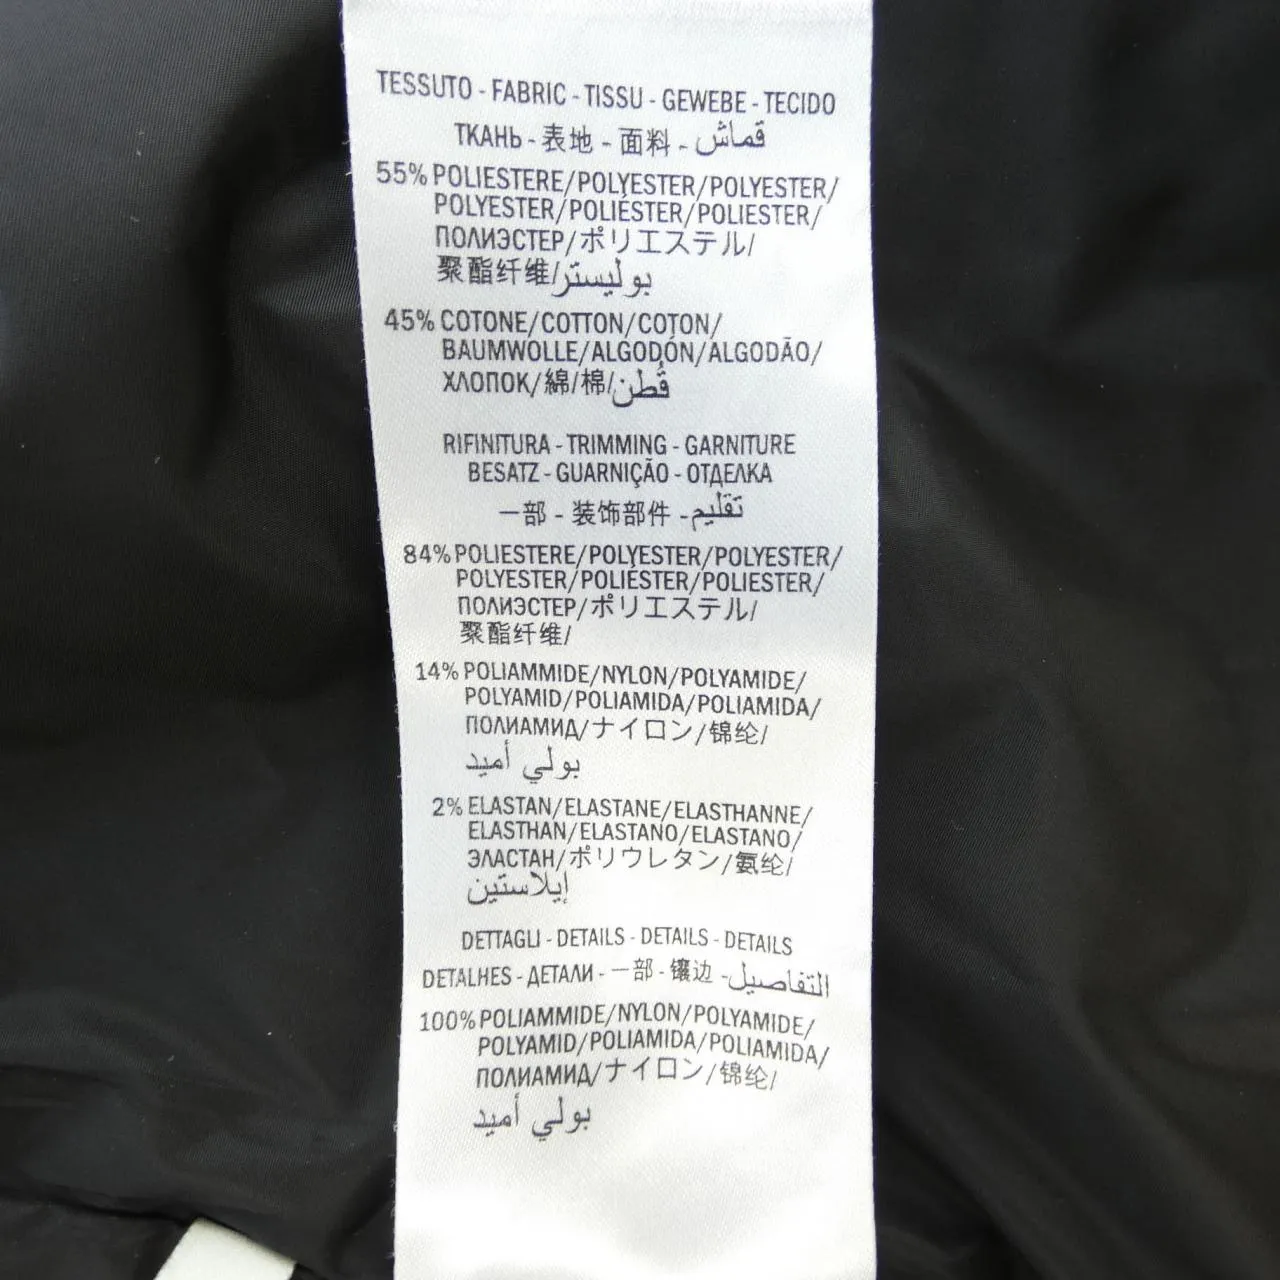 TESSUTO - FABRIC - TISSU - GEWEBE - TECIDO
ТКАНЬ - 表地 - 面料 - قماش
55% POLIESTERE/POLYESTER/POLYESTER/
POLYESTER/POLIÉSTER/POLIESTER/
ПОЛИЭСТЕР/ポリエステル/
聚酯纤维/بوليستر
45% COTONE/COTTON/COTON/
BAUMWOLLE/ALGODÓN/ALGODÃO/
ХЛОПОК/綿/棉/قُطن
RIFINITURA - TRIMMING - GARNITURE
BESATZ - GUARNIÇÃO - ОТДЕЛКА
一部 - 装饰部件 - تقليم
84% POLIESTERE/POLYESTER/POLYESTER/
POLYESTER/POLIÉSTER/POLIESTER/
ПОЛИЭСТЕР/ポリエステル/
聚酯纤维/
14% POLIAMMIDE/NYLON/POLYAMIDE/
POLYAMID/POLIAMIDA/POLIAMIDA/
ПОЛИАМИД/ナイロン/锦纶/
بولي أميد
2% ELASTAN/ELASTANE/ELASTHANNE/
ELASTHAN/ELASTANO/ELASTANO/
ЭЛАСТАН/ポリウレタン/氨纶/
إيلاستين
DETTAGLI - DETAILS - DETAILS - DETAILS
DETALHES - ДЕТАЛИ - 一部 - 镶边 - التفاصيل
100% POLIAMMIDE/NYLON/POLYAMIDE/
POLYAMID/POLIAMIDA/POLIAMIDA/
ПОЛИАМИД/ナイロン/锦纶/
بولي أميد